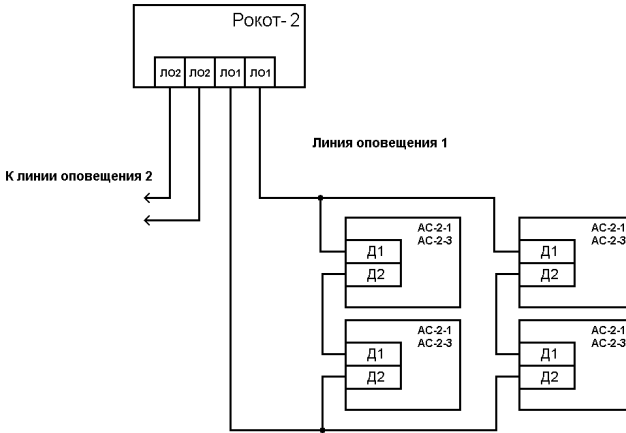 Рокот- 2
ЛО2 ЛО2 ЛО1 ЛО1
Линия оповещения 1
К линии оповещения 2
АС-2-1
АС-2-3
Д1
Д2
АС-2-1
АС-2-3
Д1
Д2
АС-2-1
АС-2-3
Д1
Д2
АС-2-1
АС-2-3
Д1
Д2